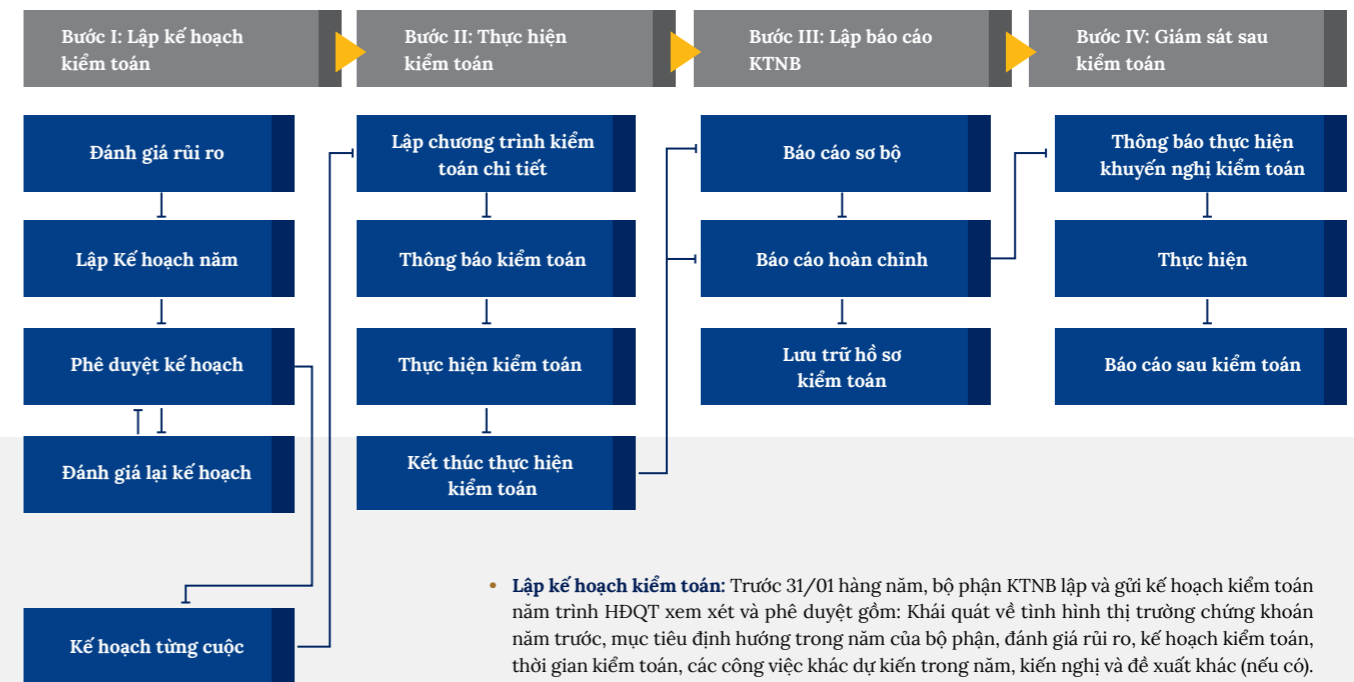 Bước I: Lập kế hoạch
kiểm toán
Bước II: Thực hiện
kiểm toán
Bước III: Lập báo cáo
KTNB
Bước IV: Giám sát sau
kiểm toán
Đánh giá rủi ro
Lập Kế hoạch năm
Phê duyệt kế hoạch
Đánh giá lại kế hoạch
Kế hoạch từng cuộc
Lập chương trình kiểm
toán chi tiết
Thông báo kiểm toán
Thực hiện kiểm toán
Kết thúc thực hiện
kiểm toán
Báo cáo sơ bộ
Báo cáo hoàn chỉnh
Lưu trữ hồ sơ
kiểm toán
Thông báo thực hiện
khuyến nghị kiểm toán
Thực hiện
Báo cáo sau kiểm toán
• Lập kế hoạch kiểm toán: Trước 31/01 hàng năm, bộ phận KTNB lập và gửi kế hoạch kiểm toán
năm trình HĐQT xem xét và phê duyệt gồm: Khái quát về tình hình thị trường chứng khoán
năm trước, mục tiêu định hướng trong năm của bộ phận, đánh giá rủi ro, kế hoạch kiểm toán,
thời gian kiểm toán, các công việc khác dự kiến trong năm, kiến nghị và đề xuất khác (nếu có).